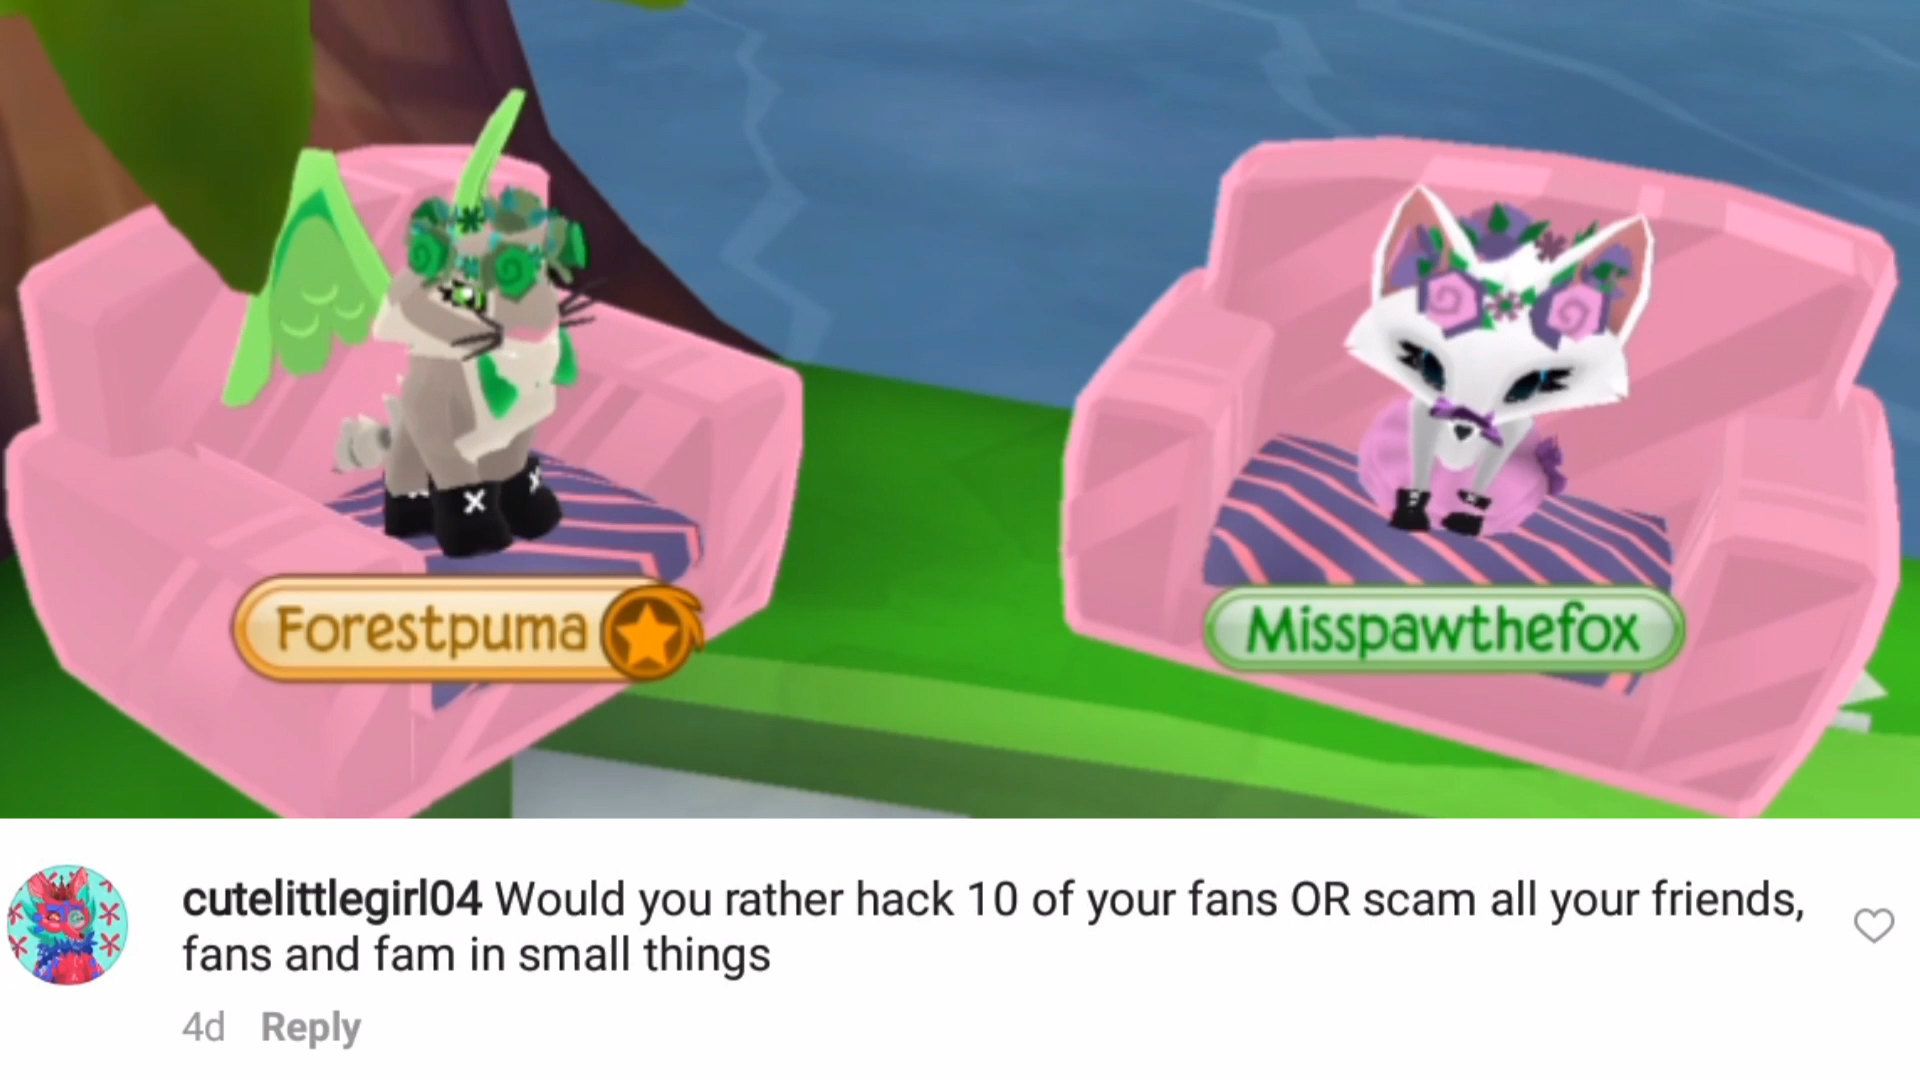 Forestpuma
Misspawthefox
cutelittlegirl04 Would you rather hack 10 of your fans OR scam all your friends,
fans and fam in small things
4d Reply